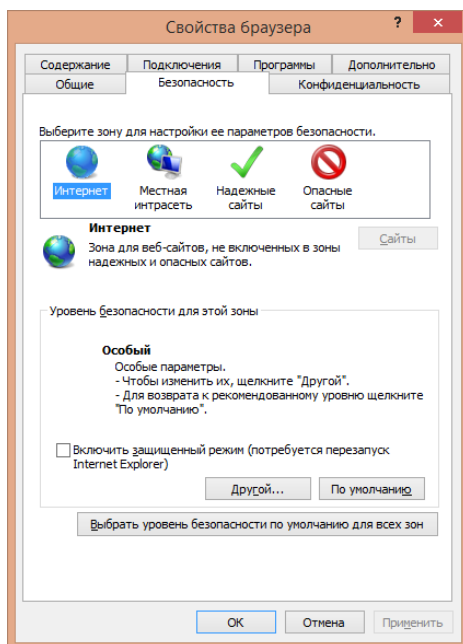 Свойства браузера
? ×
Содержание Подключения Программы Дополнительно
Общие Безопасность Конфиденциальность
Выберите зону для настройки ее параметров безопасности.
Интернет Местная Надежные Опасные
интрасеть сайты сайты
Интернет
Зона для веб-сайтов, не включенных в зоны
надежных и опасных сайтов.
Сайты
Уровень безопасности для этой зоны
Особый
Особые параметры.
- Чтобы изменить их, щелкните "Другой".
- Для возврата к рекомендованному уровню щелкните
"По умолчанию".
Включить защищенный режим (потребуется перезапуск
Internet Explorer)
Другой... По умолчанию
Выбрать уровень безопасности по умолчанию для всех зон
OK Отмена Применить